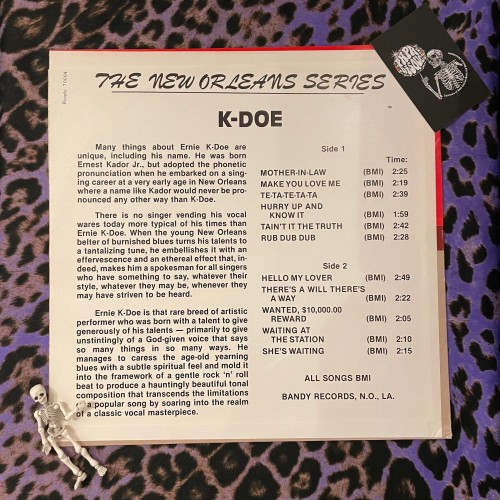 THE NEW ORLEANS SERIES
Bandy 70004
K-DOE
Many things about Ernie K-Doe are
unique, including his name. He was born
Ernest Kador Jr., but adopted the phonetic
pronunciation when he embarked on a sing-
ing career at a very early age in New Orleans
where a name like Kador would never be pro-
nounced any other way than K-Doe.
There is no singer vending his vocal
wares today more typical of his times than
Ernie K-Doe. When the young New Orleans
belter of burnished blues turns his talents to
a tantalizing tune, he embellishes it with an
effervescence and an ethereal effect that, in-
deed, makes him a spokesman for all singers
who have something to say, whatever their
style, whatever they may be, whenever they
may have striven to be heard.
Ernie K-Doe is that rare breed of artistic
performer who was born with a talent to give
generously of his talents — primarily to give
unstintingly of a God-given voice that says
so many things in so many ways. He
manages to caress the age-old yearning
blues with a subtle spiritual feel and mold it
into the framework of a gentle rock 'n' roll
beat to produce a hauntingly beautiful tonal
composition that transcends the limitations
a popular song by soaring into the realm
of a classic vocal masterpiece.
Side 1
Time:
MOTHER-IN-LAW (BMI) 2:25
MAKE YOU LOVE ME (BMI) 2:19
TE-TA-TE-TA-TA (BMI) 2:39
HURRY UP AND
KNOW IT (BMI) 1:59
TAIN'T IT THE TRUTH (BMI) 2:42
RUB DUB DUB (BMI) 2:28
Side 2
HELLO MY LOVER (BMI) 2:49
THERE'S A WILL THERE'S
A WAY (BMI) 2:22
WANTED, $10,000.00
REWARD (BMI) 2:05
WAITING AT
THE STATION (BMI) 2:10
SHE'S WAITING (BMI) 2:15
ALL SONGS BMI
BANDY RECORDS, N.O., LA.